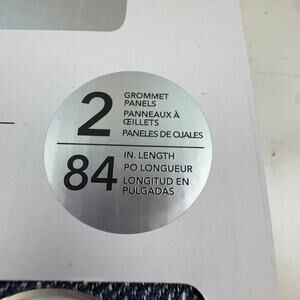 2 GROMMET
PANELS
PANNEAUX À
ŒILLETS
PANELES DE OJALES
84 IN. LENGTH
PO LONGUEUR
LONGITUD EN
PULGADAS